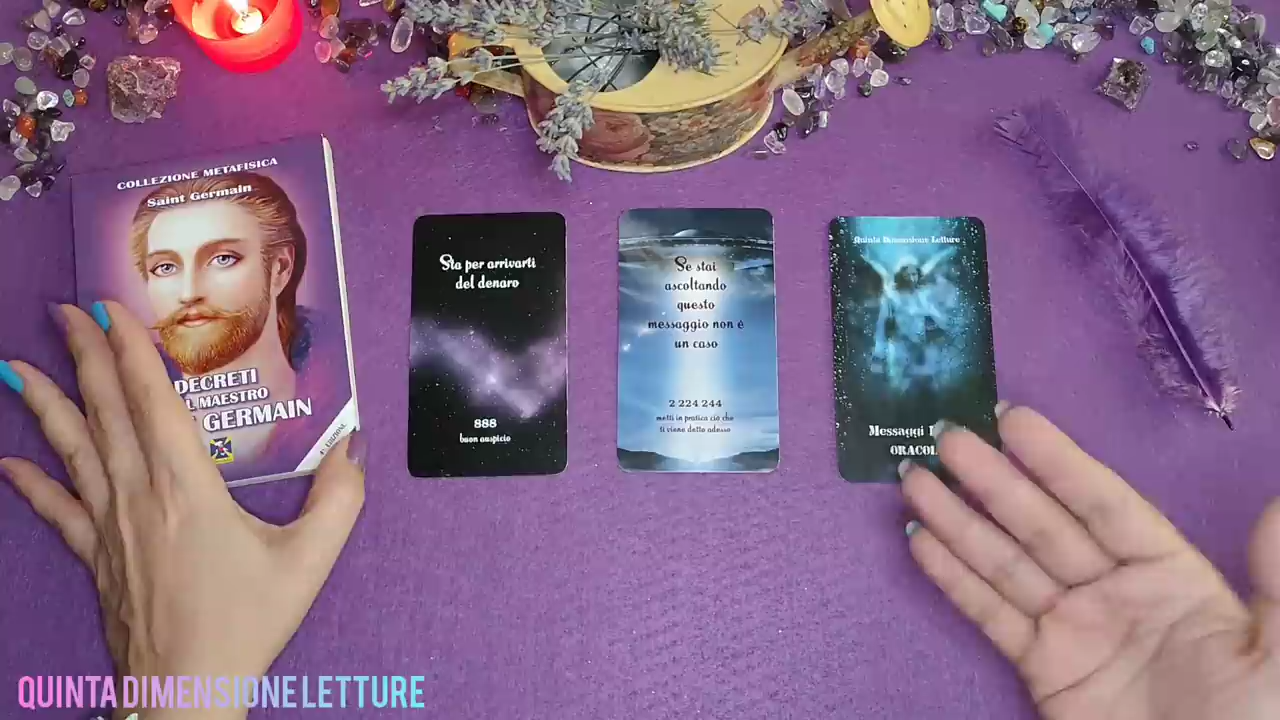 COLLEZIONE METAFISICA
Saint Germain
DECRETI
MAESTRO
GERMAIN
EDIZIONE
Sta per arrivarti
del denaro
888
buon auspicio
Se stai
ascoltando
questo
messaggio non è
un caso
2 224 244
metti in pratica ciò che
ti viene detto adesso
Quinta Dimensione Letture
Messaggi
QUINTA DIMENSIONE LETTURE